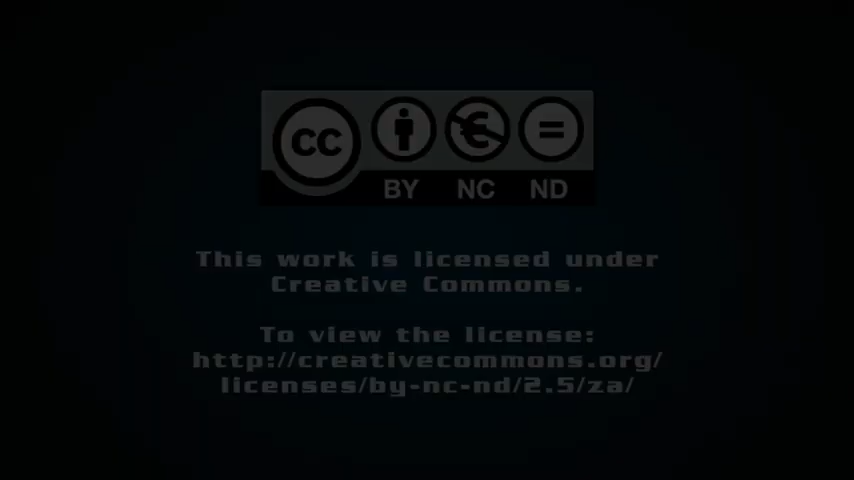 CC
BY NC ND
This work is licensed under
Creative Commons.
To view the license:
http://creativecommons.org/
licenses/by-nc-nd/2.5/za/